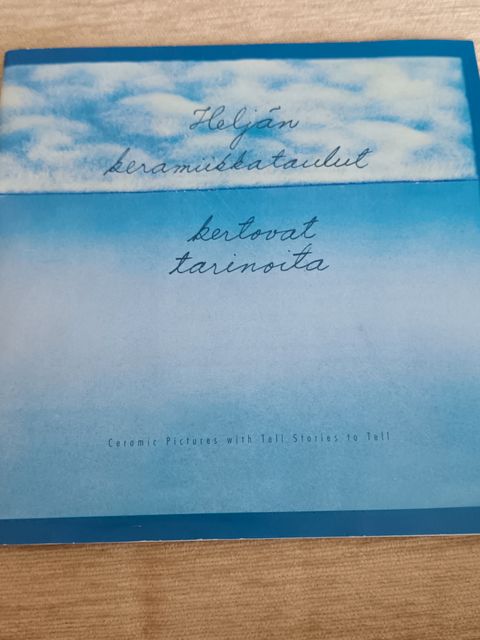 Heljän
keramiikkataulut
kertovat
tarinoita
Ceramic Pictures with Tall Stories to Tell